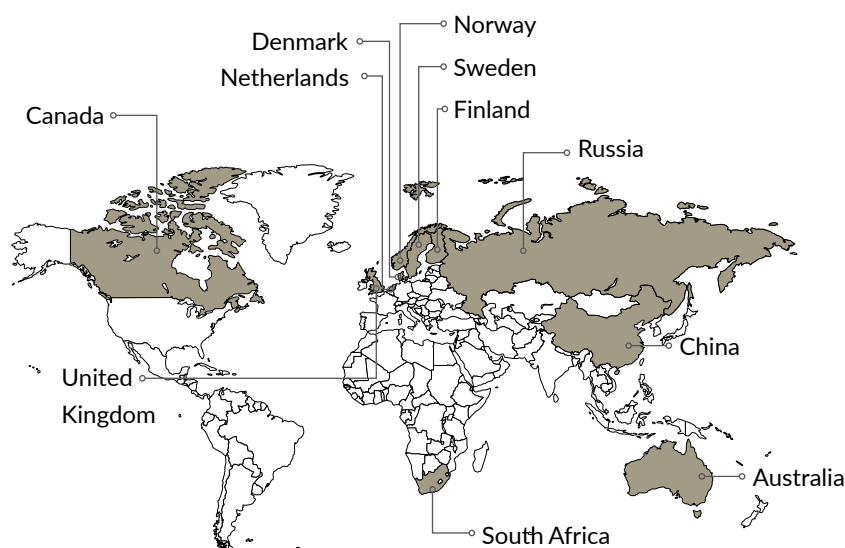 Norway
Denmark
Sweden
Netherlands
Finland
Canada
Russia
China
United
Kingdom
Australia
South Africa